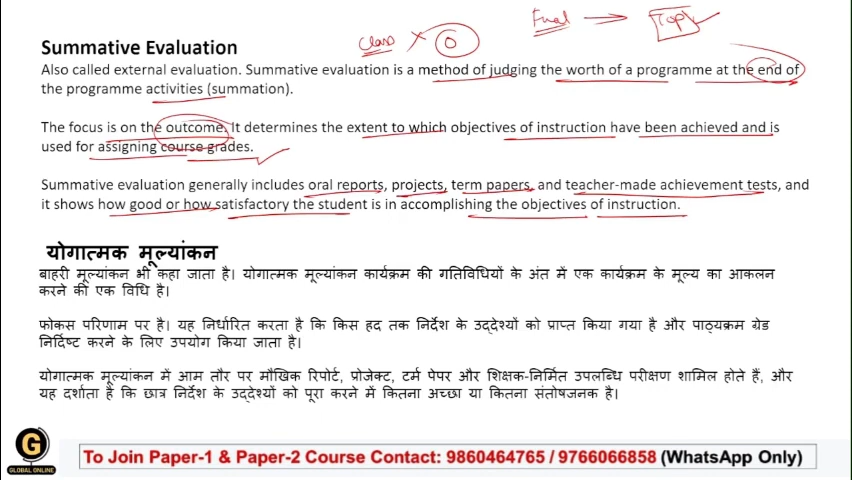 Final → Top
Class × 0
Summative Evaluation
Also called external evaluation. Summative evaluation is a method of judging the worth of a programme at the end of
the programme activities (summation).
The focus is on the outcome. It determines the extent to which objectives of instruction have been achieved and is
used for assigning course grades.
Summative evaluation generally includes oral reports, projects, term papers, and teacher-made achievement tests, and
it shows how good or how satisfactory the student is in accomplishing the objectives of instruction.
योगात्मक मूल्यांकन
बाहरी मूल्यांकन भी कहा जाता है। योगात्मक मूल्यांकन कार्यक्रम की गतिविधियों के अंत में एक कार्यक्रम के मूल्य का आकलन
करने की एक विधि है।
फोकस परिणाम पर है। यह निर्धारित करता है कि किस हद तक निर्देश के उद्देश्यों को प्राप्त किया गया है और पाठ्यक्रम ग्रेड
निर्दिष्ट करने के लिए उपयोग किया जाता है।
योगात्मक मूल्यांकन में आम तौर पर मौखिक रिपोर्ट, प्रोजेक्ट, टर्म पेपर और शिक्षक-निर्मित उपलब्धि परीक्षण शामिल होते हैं, और
यह दर्शाता है कि छात्र निर्देश के उद्देश्यों को पूरा करने में कितना अच्छा या कितना संतोषजनक है।
G
GLOBAL ONLINE
To Join Paper-1 & Paper-2 Course Contact: 9860464765 / 9766066858 (WhatsApp Only)